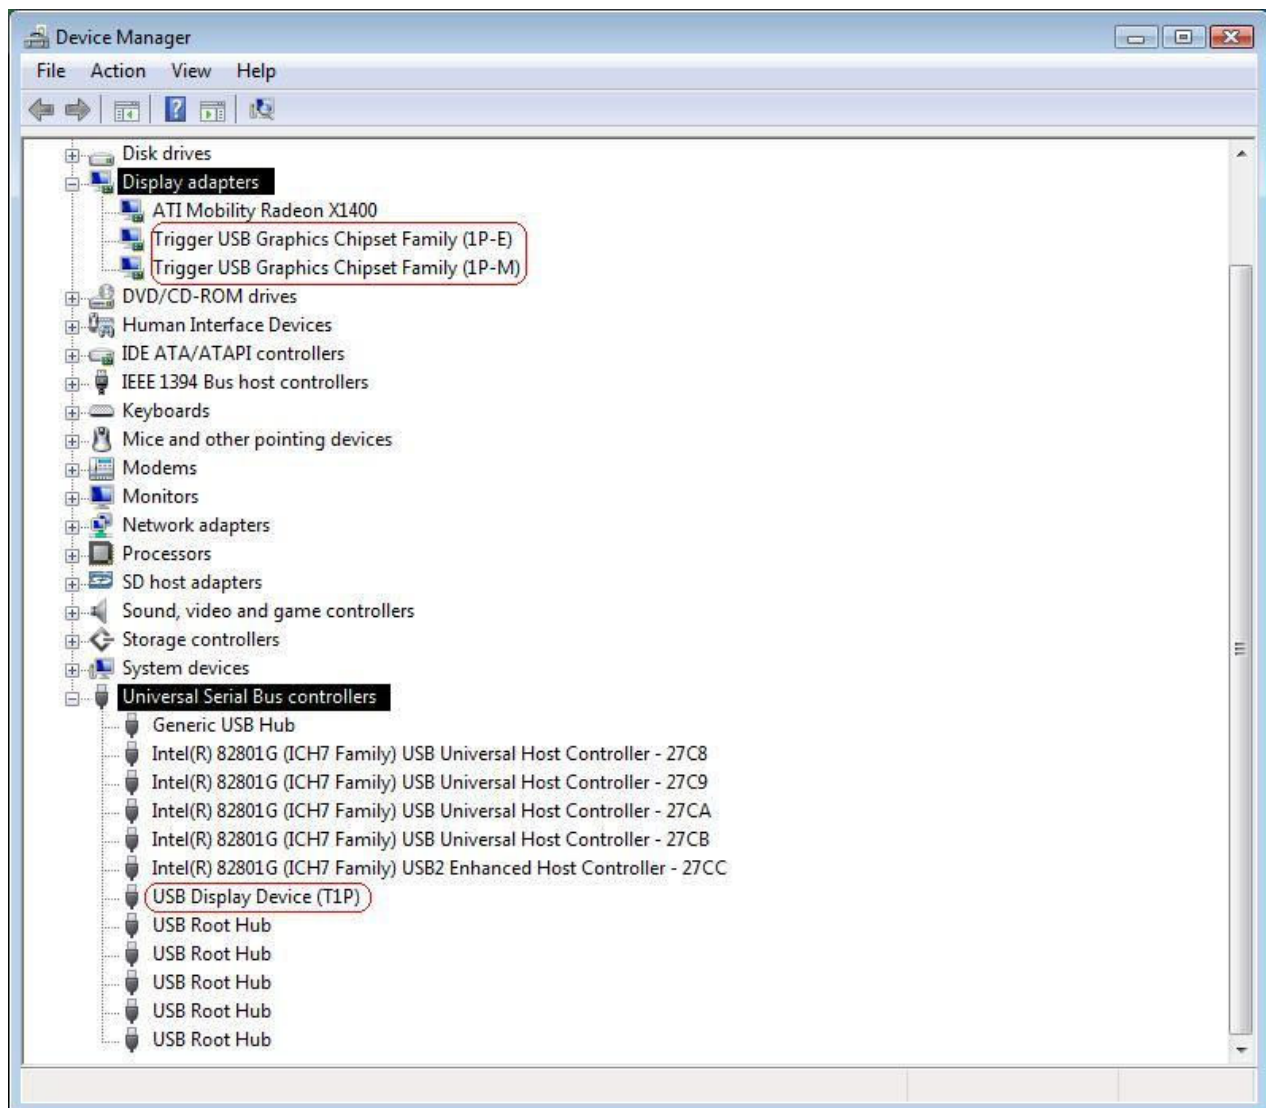 Device Manager
File Action View Help
Disk drives
Display adapters
ATI Mobility Radeon X1400
Trigger USB Graphics Chipset Family (1P-E)
Trigger USB Graphics Chipset Family (1P-M)
DVD/CD-ROM drives
Human Interface Devices
IDE ATA/ATAPI controllers
IEEE 1394 Bus host controllers
Keyboards
Mice and other pointing devices
Modems
Monitors
Network adapters
Processors
SD host adapters
Sound, video and game controllers
Storage controllers
System devices
Universal Serial Bus controllers
Generic USB Hub
Intel(R) 82801G (ICH7 Family) USB Universal Host Controller - 27C8
Intel(R) 82801G (ICH7 Family) USB Universal Host Controller - 27C9
Intel(R) 82801G (ICH7 Family) USB Universal Host Controller - 27CA
Intel(R) 82801G (ICH7 Family) USB Universal Host Controller - 27CB
Intel(R) 82801G (ICH7 Family) USB2 Enhanced Host Controller - 27CC
USB Display Device (T1P)
USB Root Hub
USB Root Hub
USB Root Hub
USB Root Hub
USB Root Hub